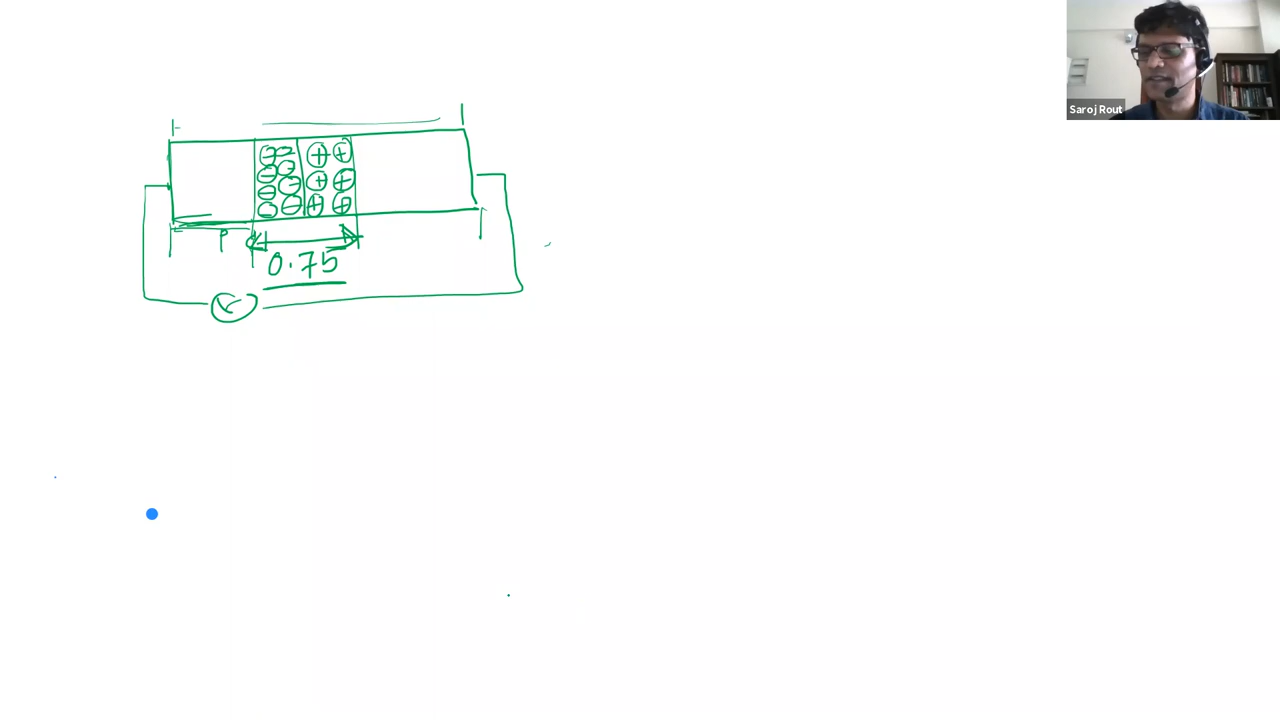 Saroj Rout
⊖ ⊖ ⊕ ⊕
⊖ ⊖
⊖ ⊖ ⊕ ⊕
⊖
⊖ ⊖ ⊕ ⊕
P
0.75
V